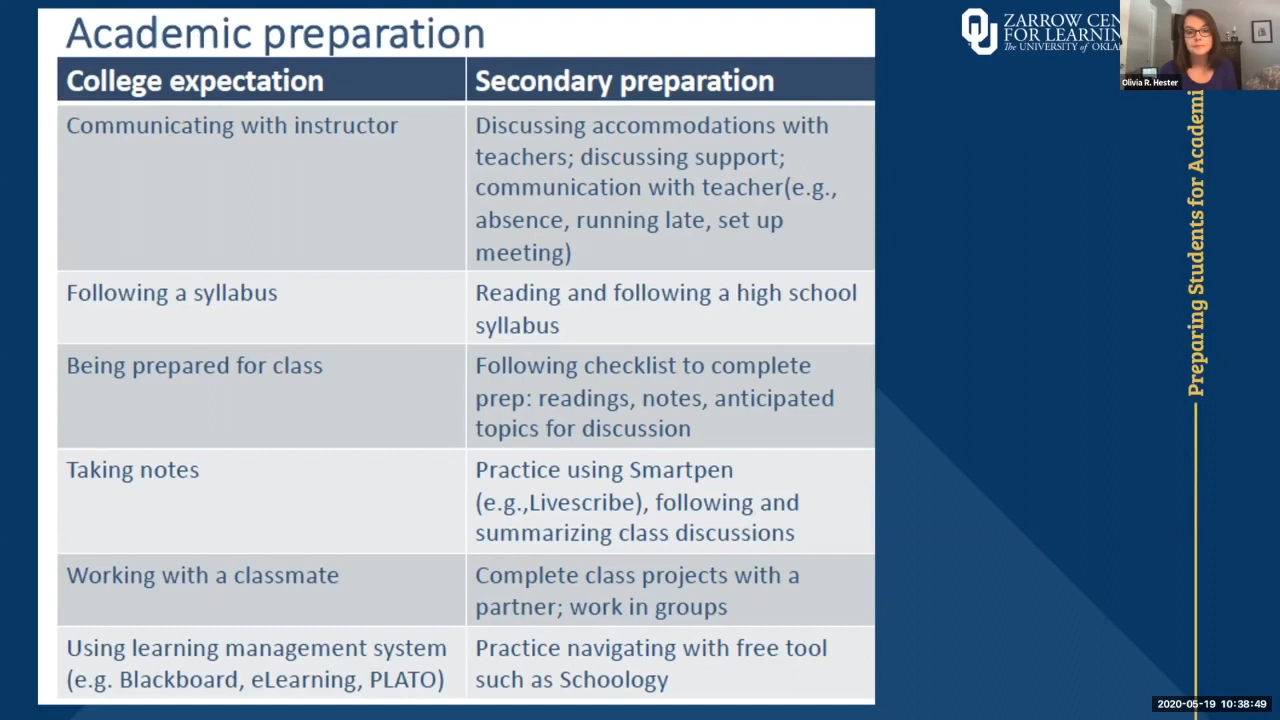 Academic preparation
College expectation
Secondary preparation
Communicating with instructor
Discussing accommodations with
teachers; discussing support;
communication with teacher(e.g.,
absence, running late, set up
meeting)
Following a syllabus
Reading and following a high school
syllabus
Being prepared for class
Following checklist to complete
prep: readings, notes, anticipated
topics for discussion
Taking notes
Practice using Smartpen
(e.g.,Livescribe), following and
summarizing class discussions
Working with a classmate
Complete class projects with a
partner; work in groups
Using learning management system
(e.g. Blackboard, eLearning, PLATO)
Practice navigating with free tool
such as Schoology
OU
ZARROW CEN
FOR LEARNIN
The UNIVERSITY of OKLA
Olivia R. Hester
Preparing Students for Academi
2020-05-19 10:38:49